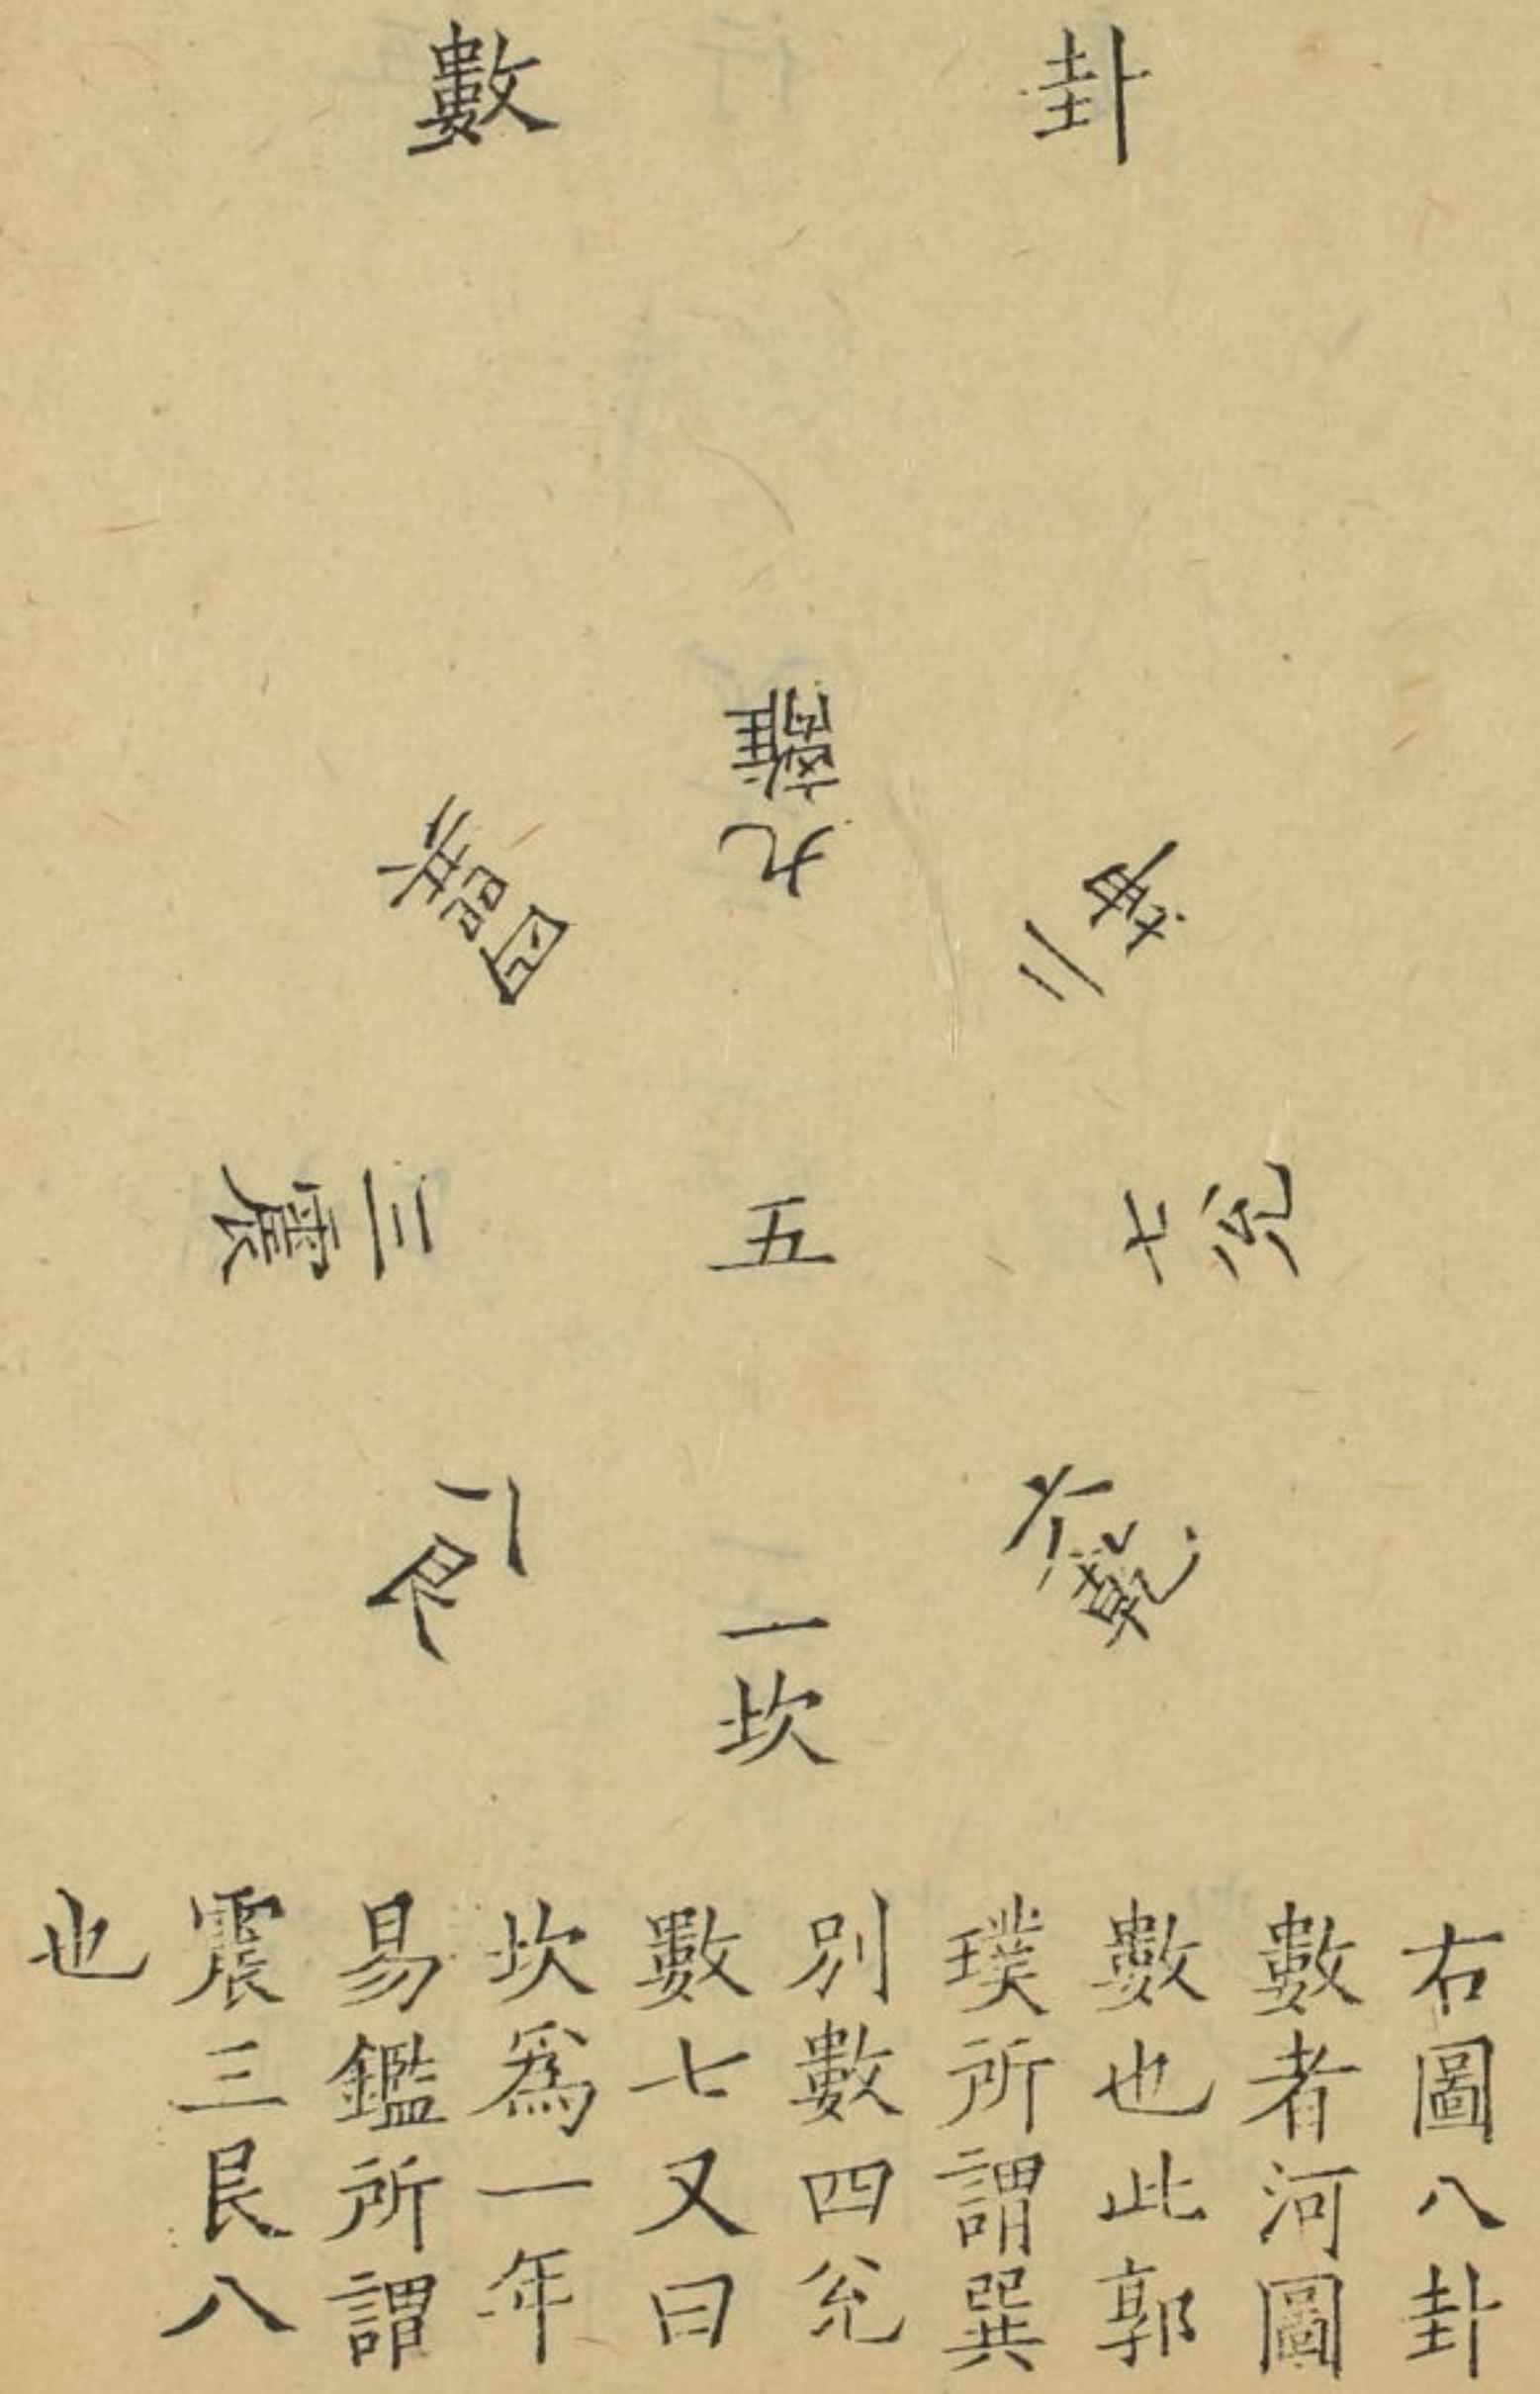 卦數
離九
坤二
巽四
七兌
五
三震
六乾
八艮
一坎
右圖八卦
數者河圖
數也此郭
璞所謂巽
別數四兌
數七又曰
坎爲一年
易鑑所謂
震三艮八
也